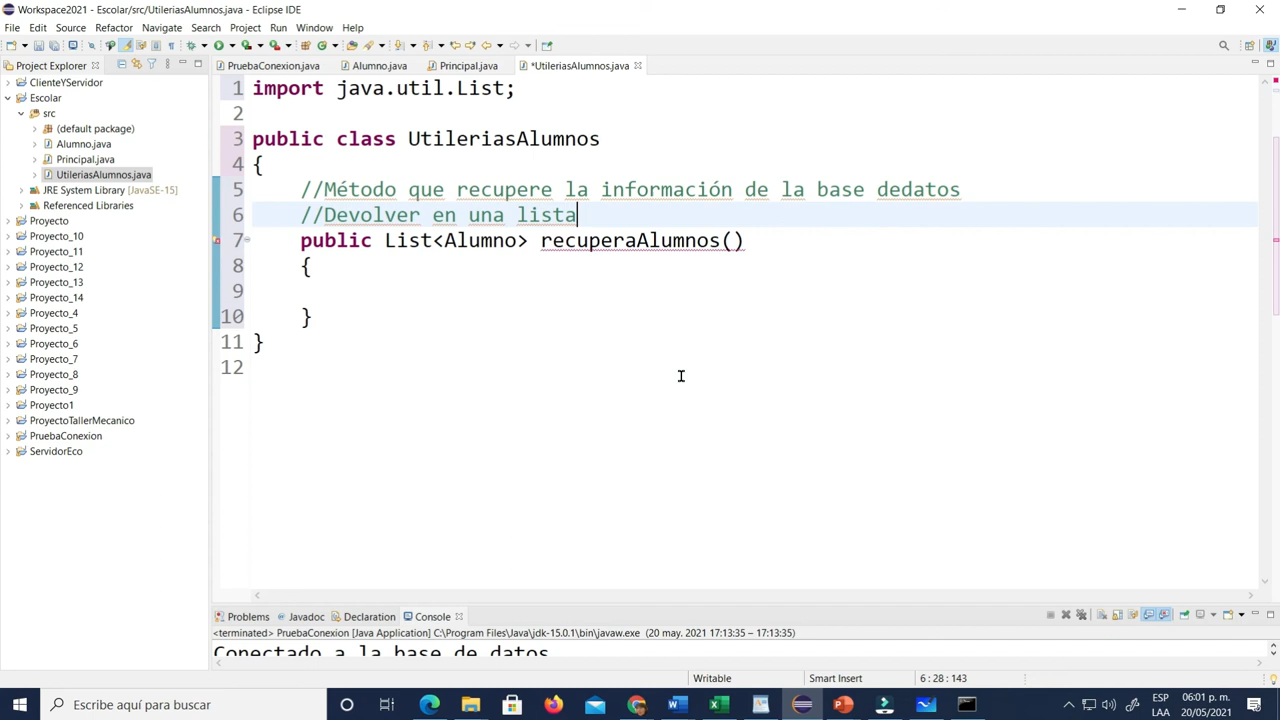 Workspace2021 - Escolar/src/UtileriasAlumnos.java - Eclipse IDE
File Edit Source Refactor Navigate Search Project Run Window Help
Project Explorer
PruebaConexion.java Alumno.java Principal.java *UtileriasAlumnos.java
ClienteYServidor
Escolar
src
(default package)
Alumno.java
Principal.java
UtileriasAlumnos.java
JRE System Library [JavaSE-15]
Referenced Libraries
Proyecto
Proyecto_10
Proyecto_11
Proyecto_12
Proyecto_13
Proyecto_14
Proyecto_4
Proyecto_5
Proyecto_6
Proyecto_7
Proyecto_8
Proyecto_9
Proyecto1
ProyectoTallerMecanico
PruebaConexion
ServidorEco
1 import java.util.List;
2
3 public class UtileriasAlumnos
4 {
5 //Método que recupere la información de la base dedatos
6 //Devolver en una lista
7 public List<Alumno> recuperaAlumnos()
8 {
9
10 }
11 }
12
Problems Javadoc Declaration Console
<terminated> PruebaConexion [Java Application] C:\Program Files\Java\jdk-15.0.1\bin\javaw.exe (20 may. 2021 17:13:35 – 17:13:35)
Conectado a la base de datos
Writable Smart Insert 6 : 28 : 143
Escribe aquí para buscar
ESP 06:01 p. m.
LAA 20/05/2021